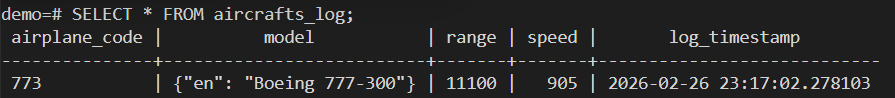 demo=# SELECT * FROM aircrafts_log;
 airplane_code |          model           | range | speed |       log_timestamp
---------------+--------------------------+-------+-------+----------------------------
 773           | {"en": "Boeing 777-300"} | 11100 |   905 | 2026-02-26 23:17:02.278103